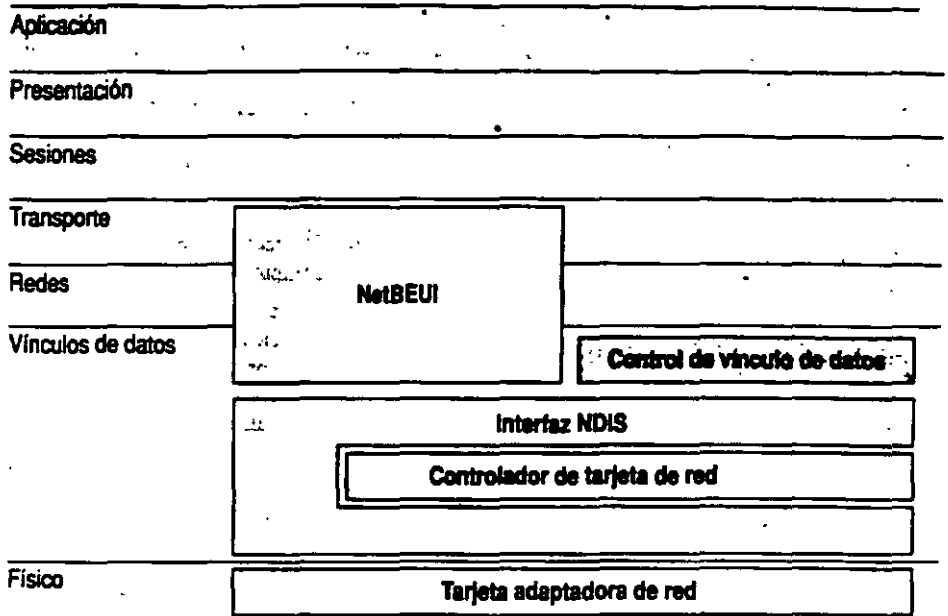 Aplicación
Presentación
Sesiones
Transporte
Redes
NetBEUI
Vínculos de datos
Control de vínculo de datos
Interfaz NDIS
Controlador de tarjeta de red
Físico
Tarjeta adaptadora de red